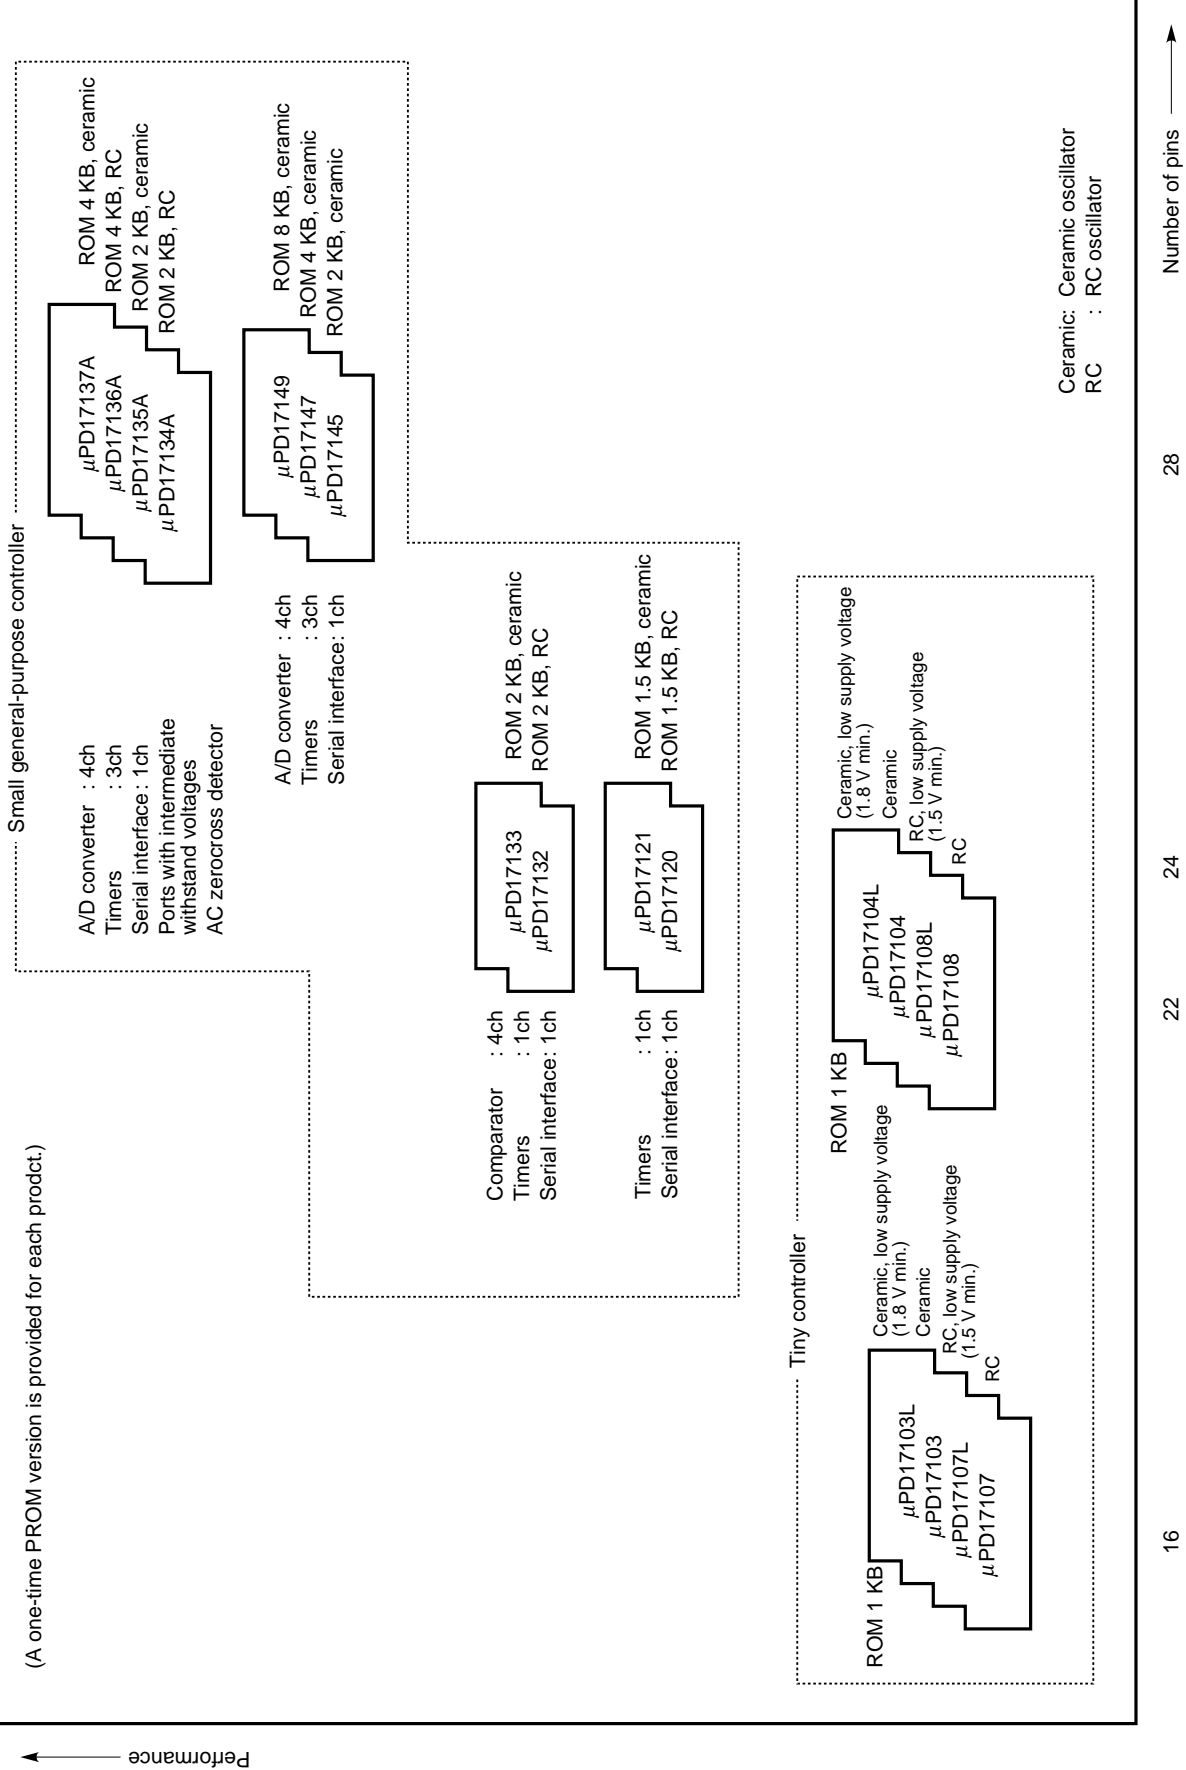 (A one-time PROM version is provided for each prodct.)
Performance
Small general-purpose controller
A/D converter : 4ch
Timers : 3ch
Serial interface : 1ch
Ports with intermediate
withstand voltages
AC zerocross detector
μPD17137A
μPD17136A
μPD17135A
μPD17134A
ROM 4 KB, ceramic
ROM 4 KB, RC
ROM 2 KB, ceramic
ROM 2 KB, RC
A/D converter : 4ch
Timers : 3ch
Serial interface : 1ch
μPD17149
μPD17147
μPD17145
ROM 8 KB, ceramic
ROM 4 KB, ceramic
ROM 2 KB, ceramic
Comparator : 4ch
Timers : 1ch
Serial interface : 1ch
μPD17133
μPD17132
ROM 2 KB, ceramic
ROM 2 KB, RC
Timers : 1ch
Serial interface : 1ch
μPD17121
μPD17120
ROM 1.5 KB, ceramic
ROM 1.5 KB, RC
Tiny controller
ROM 1 KB
μPD17103L
μPD17103
μPD17107L
μPD17107
Ceramic, low supply voltage
(1.8 V min.)
Ceramic
RC, low supply voltage
(1.5 V min.)
RC
ROM 1 KB
μPD17104L
μPD17104
μPD17108L
μPD17108
Ceramic, low supply voltage
(1.8 V min.)
Ceramic
RC, low supply voltage
(1.5 V min.)
RC
Ceramic: Ceramic oscillator
RC : RC oscillator
16 22 24 28 Number of pins